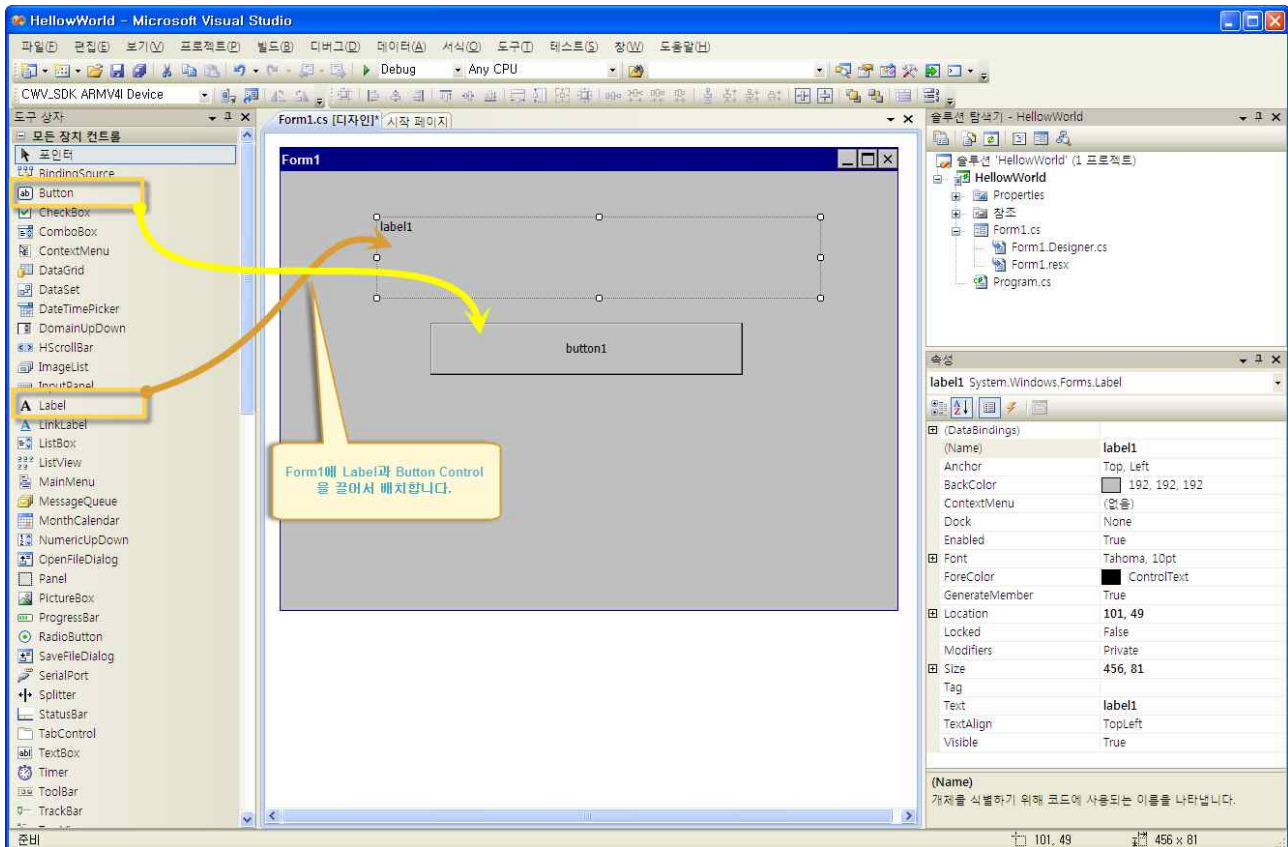 HellowWorld - Microsoft Visual Studio
파일(F) 편집(E) 보기(V) 프로젝트(P) 빌드(B) 디버그(D) 데이터(A) 서식(O) 도구(T) 테스트(S) 창(W) 도움말(H)
Debug Any CPU
CWV_SDK ARMV4I Device
도구 상자
모든 장치 컨트롤
포인터
BindingSource
Button
CheckBox
ComboBox
ContextMenu
DataGrid
DataSet
DateTimePicker
DomainUpDown
HScrollBar
ImageList
InputPanel
Label
LinkLabel
ListBox
ListView
MainMenu
MessageQueue
MonthCalendar
NumericUpDown
OpenFileDialog
Panel
PictureBox
ProgressBar
RadioButton
SaveFileDialog
SerialPort
Splitter
StatusBar
TabControl
TextBox
Timer
ToolBar
TrackBar
Form1.cs [디자인]* 시작 페이지
Form1
label1
button1
Form1에 Label과 Button Control
을 끌어서 배치합니다.
솔루션 탐색기 - HellowWorld
솔루션 'HellowWorld' (1 프로젝트)
HellowWorld
Properties
참조
Form1.cs
Form1.Designer.cs
Form1.resx
Program.cs
속성
label1 System.Windows.Forms.Label
(DataBindings)
(Name) label1
Anchor Top, Left
BackColor 192, 192, 192
ContextMenu (없음)
Dock None
Enabled True
Font Tahoma, 10pt
ForeColor ControlText
GenerateMember True
Location 101, 49
Locked False
Modifiers Private
Size 456, 81
Tag
Text label1
TextAlign TopLeft
Visible True
(Name)
개체를 식별하기 위해 코드에 사용되는 이름을 나타냅니다.
준비 101, 49 456 x 81